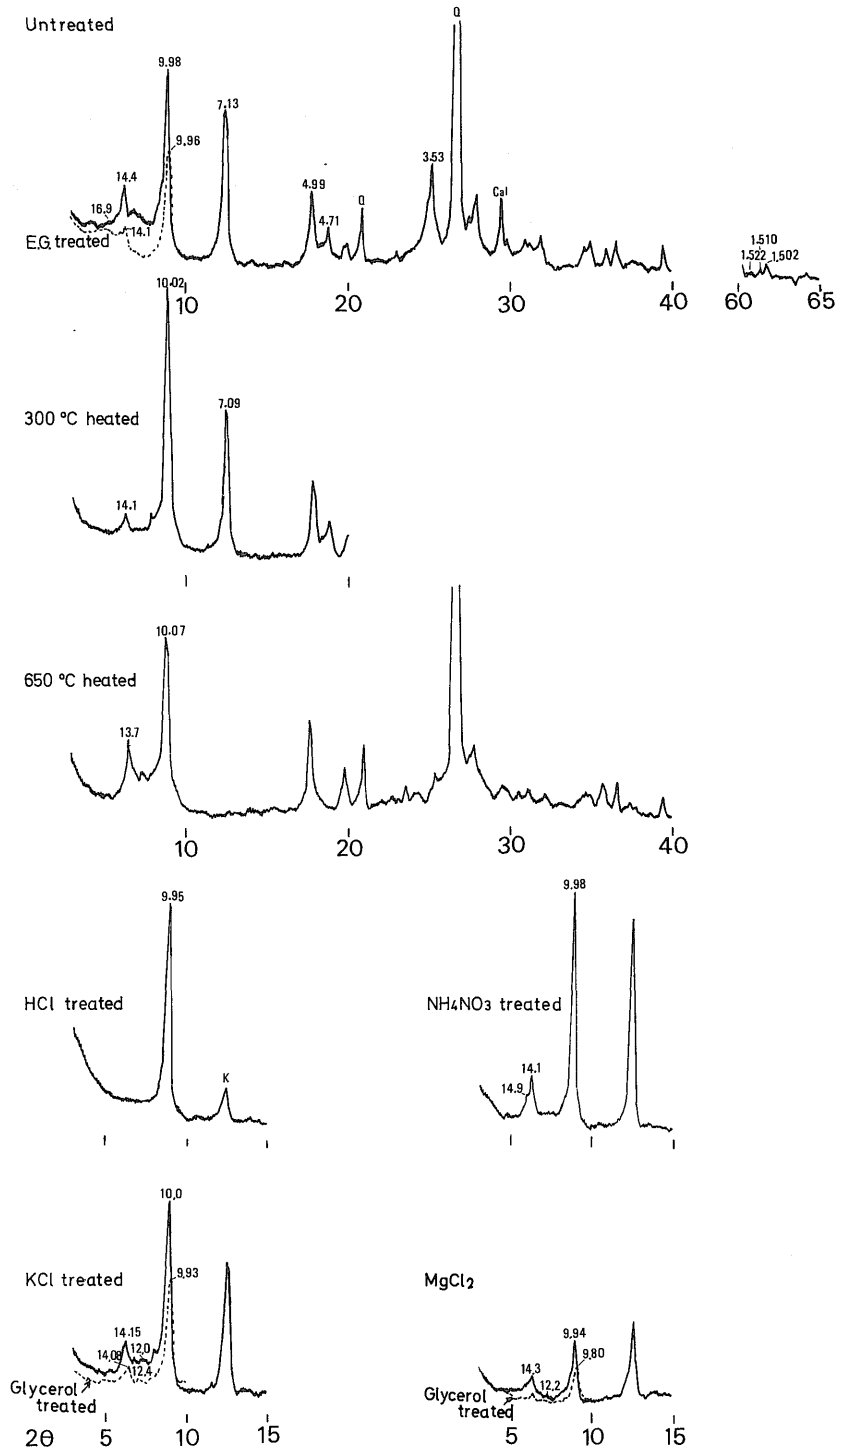 Untreated
Q
9.98
9.96
7.13
14.4
16.9
14.1
E.G. treated
4.99
4.71
Q
3.53
Cal
1.510
1.522
1.502
10.02
10
20
30
40
60
65
300 °C heated
14.1
7.09
650 °C heated
13.7
10.07
10
20
30
40
HCl treated
9.95
K
NH4NO3 treated
14.9
14.1
9.98
KCl treated
10.0
9.93
14.15
12.0
14.08
12.4
Glycerol
treated
MgCl2
9.94
9.80
14.3
12.2
Glycerol
treated
2θ
5
10
15
5
10
15